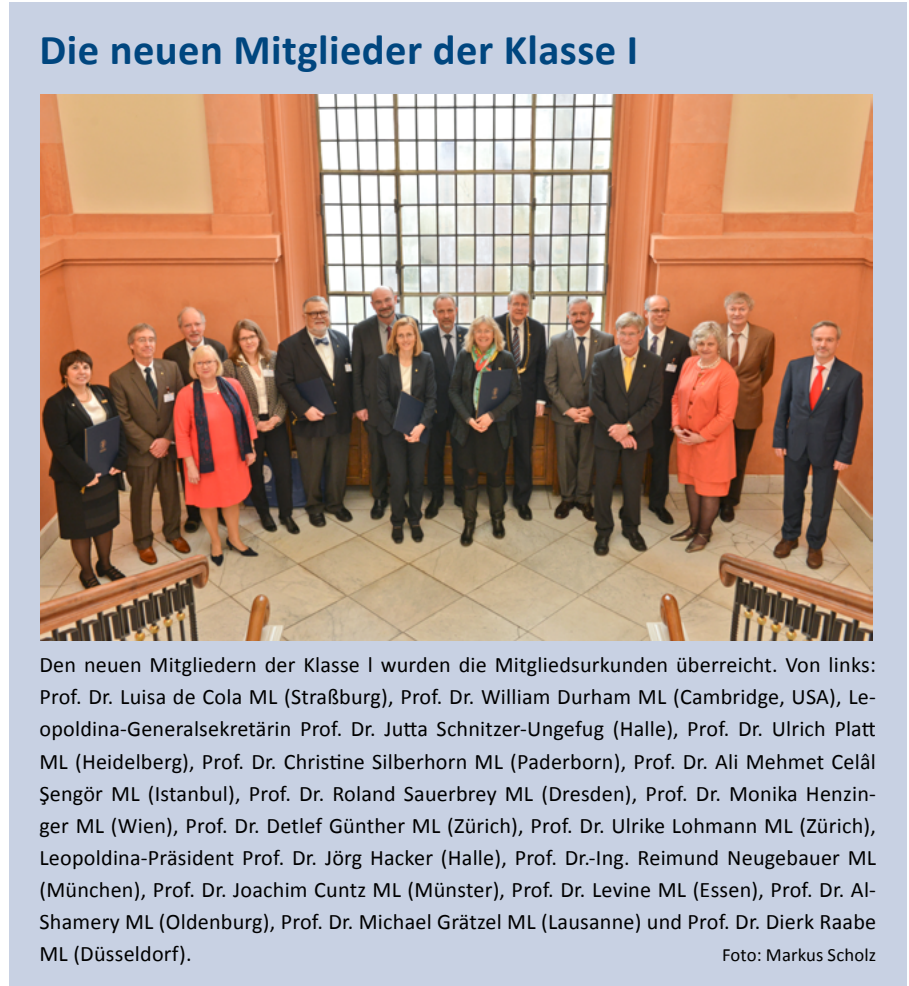 Die neuen Mitglieder der Klasse I
Den neuen Mitgliedern der Klasse I wurden die Mitgliedsurkunden überreicht. Von links:
Prof. Dr. Luisa de Cola ML (Straßburg), Prof. Dr. William Durham ML (Cambridge, USA), Le-
opoldina-Generalsekretärin Prof. Dr. Jutta Schnitzer-Ungefug (Halle), Prof. Dr. Ulrich Platt
ML (Heidelberg), Prof. Dr. Christine Silberhorn ML (Paderborn), Prof. Dr. Ali Mehmet Celâl
Şengör ML (Istanbul), Prof. Dr. Roland Sauerbrey ML (Dresden), Prof. Dr. Monika Henzin-
ger ML (Wien), Prof. Dr. Detlef Günther ML (Zürich), Prof. Dr. Ulrike Lohmann ML (Zürich),
Leopoldina-Präsident Prof. Dr. Jörg Hacker (Halle), Prof. Dr.-Ing. Reimund Neugebauer ML
(München), Prof. Dr. Joachim Cuntz ML (Münster), Prof. Dr. Levine ML (Essen), Prof. Dr. Al-
Shamery ML (Oldenburg), Prof. Dr. Michael Grätzel ML (Lausanne) und Prof. Dr. Dierk Raabe
ML (Düsseldorf). Foto: Markus Scholz